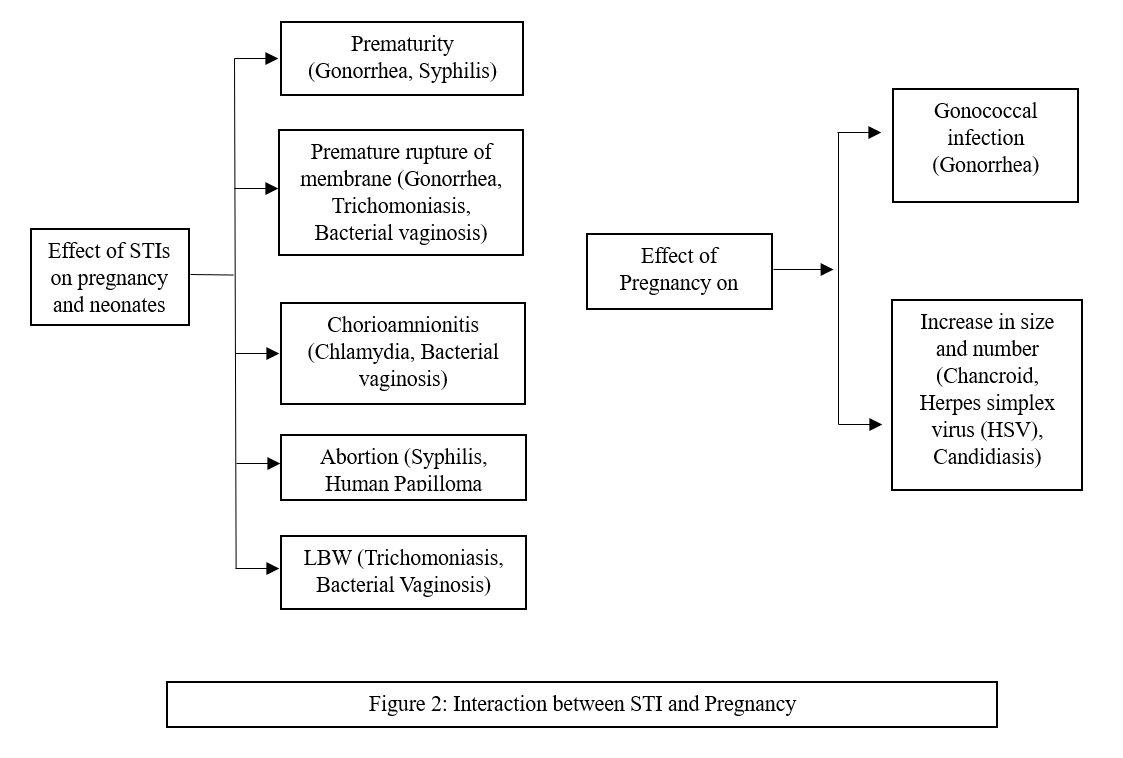 Prematurity
(Gonorrhea, Syphilis)
Premature rupture of
membrane (Gonorrhea,
Trichomoniasis,
Bacterial vaginosis)
Effect of STIs
on pregnancy
and neonates
Chorioamnionitis
(Chlamydia, Bacterial
vaginosis)
Abortion (Syphilis,
Human Papilloma
LBW (Trichomoniasis,
Bacterial Vaginosis)
Effect of
Pregnancy on
Gonococcal
infection
(Gonorrhea)
Increase in size
and number
(Chancroid,
Herpes simplex
virus (HSV),
Candidiasis)
Figure 2: Interaction between STI and Pregnancy